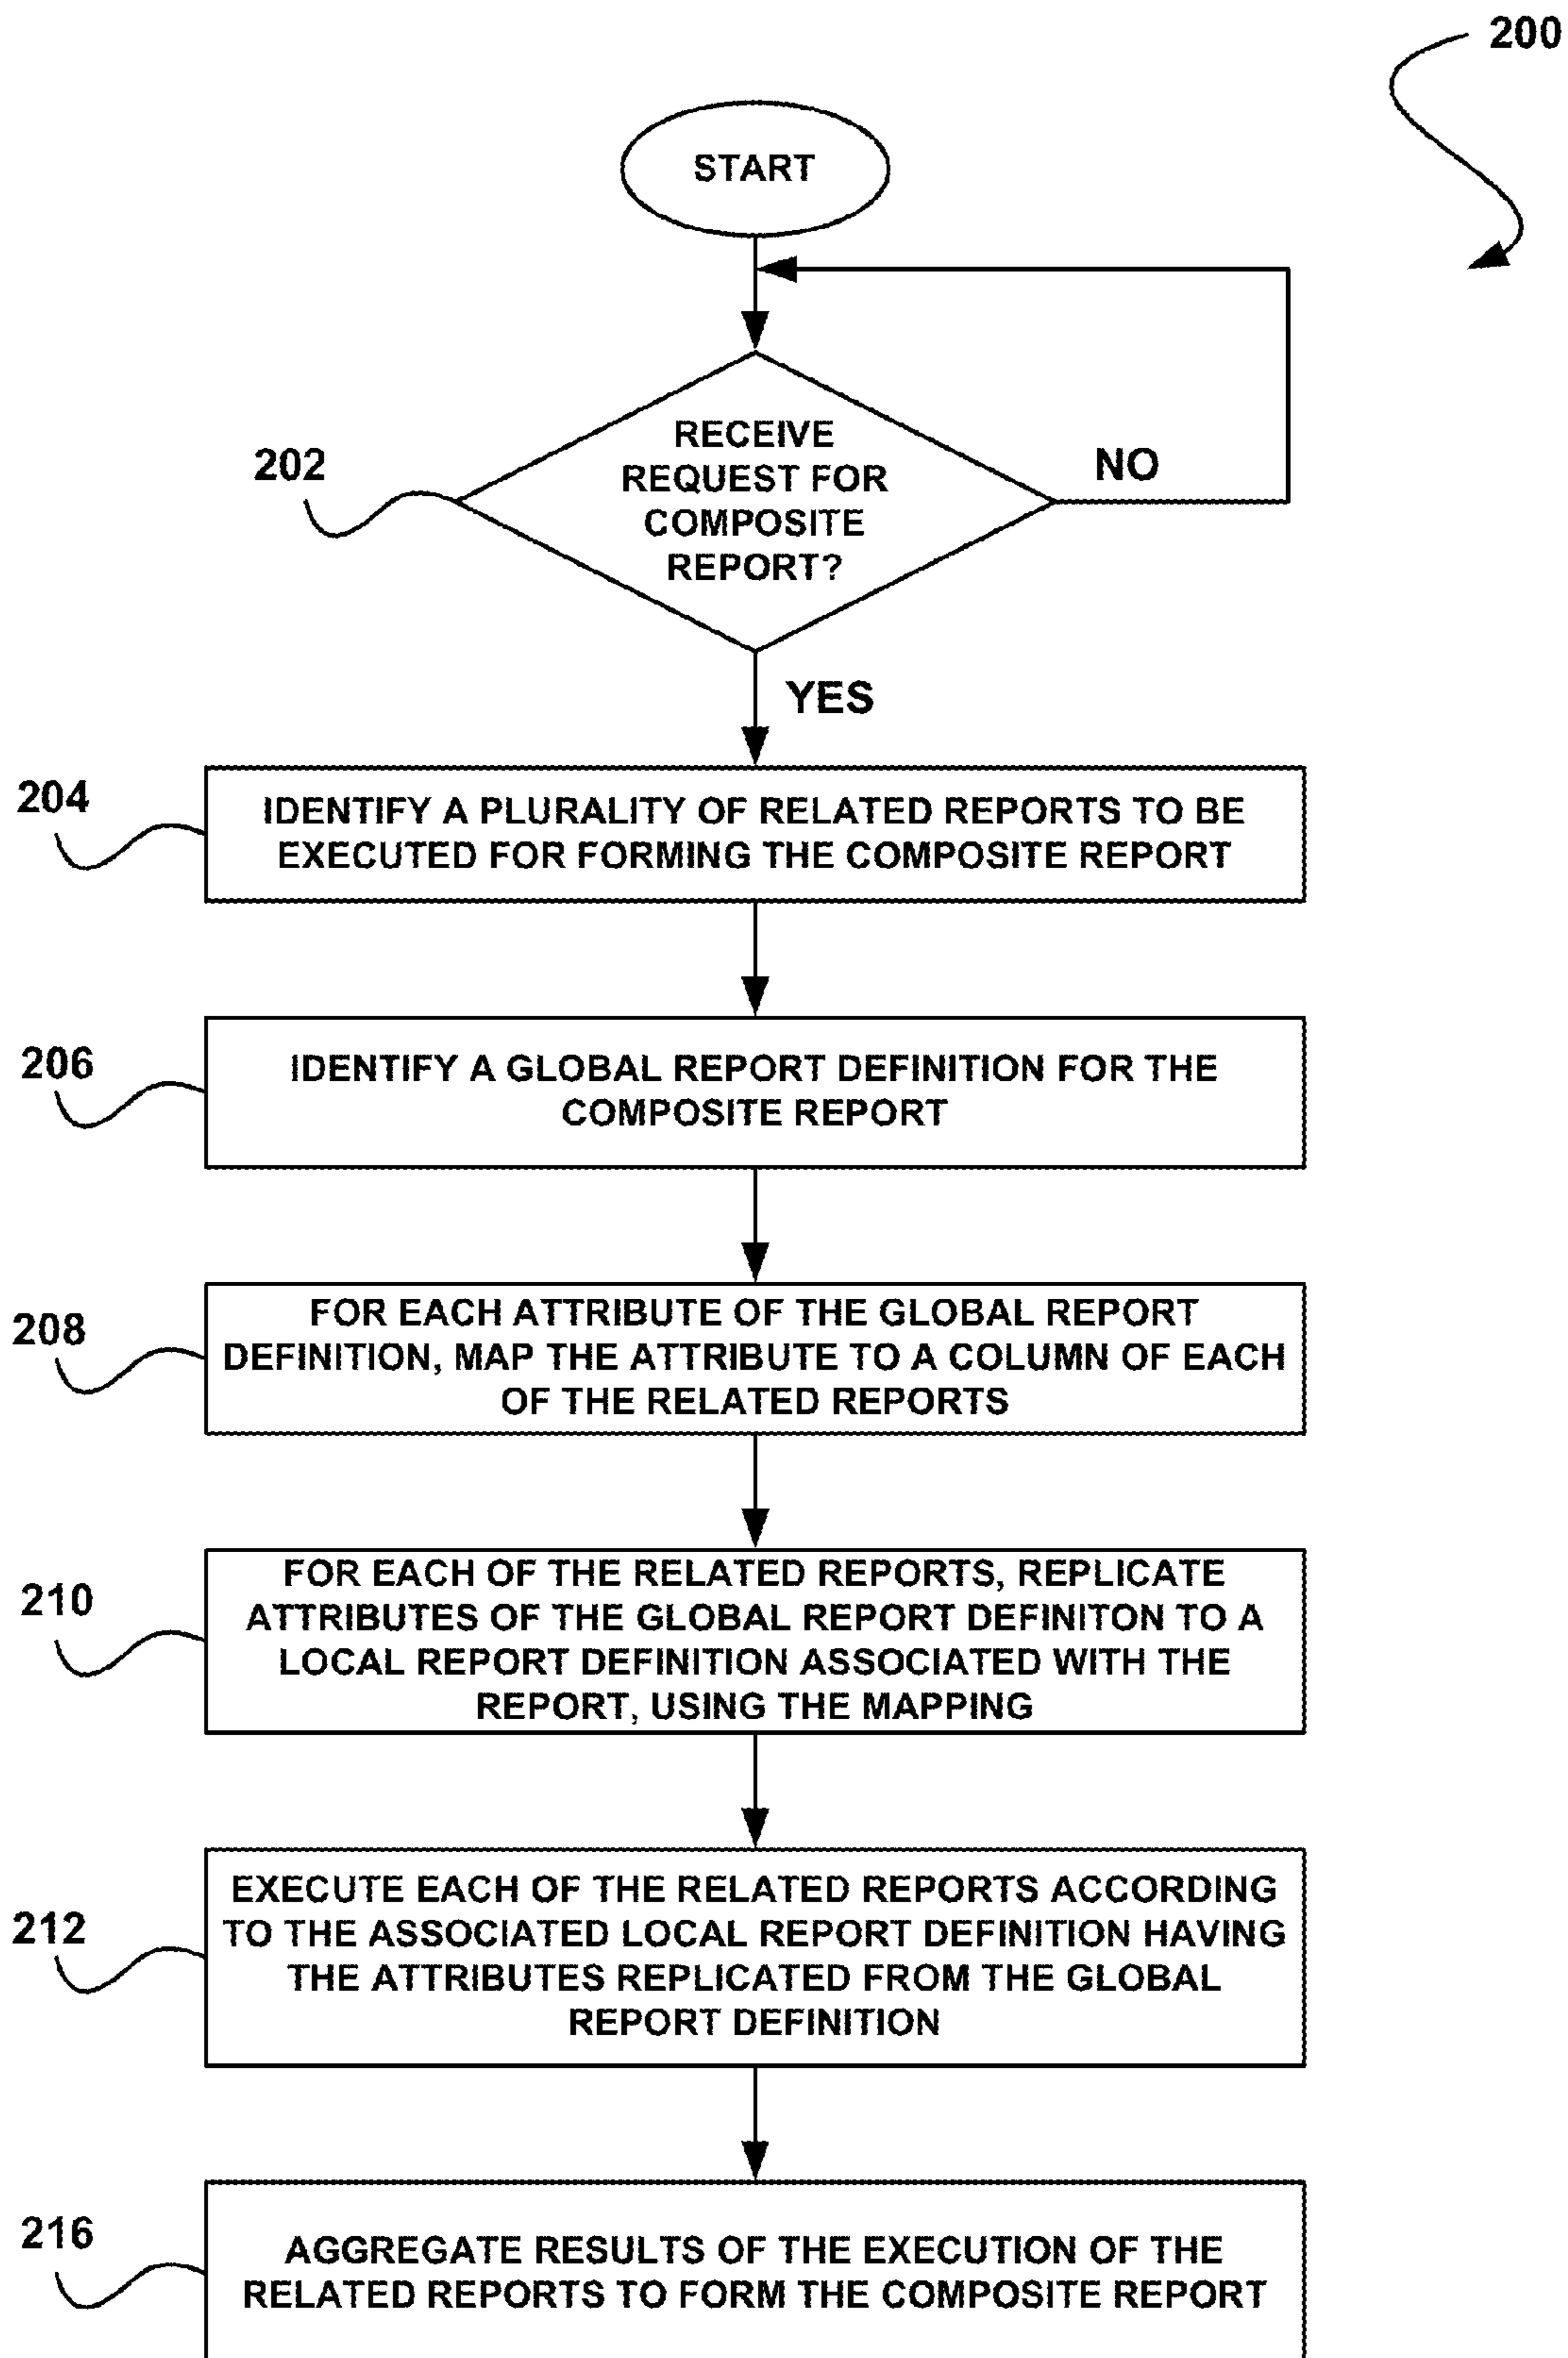 200
START
RECEIVE
REQUEST FOR
COMPOSITE
REPORT?
202
NO
YES
204
IDENTIFY A PLURALITY OF RELATED REPORTS TO BE
EXECUTED FOR FORMING THE COMPOSITE REPORT
206
IDENTIFY A GLOBAL REPORT DEFINITION FOR THE
COMPOSITE REPORT
208
FOR EACH ATTRIBUTE OF THE GLOBAL REPORT
DEFINITION, MAP THE ATTRIBUTE TO A COLUMN OF EACH
OF THE RELATED REPORTS
210
FOR EACH OF THE RELATED REPORTS, REPLICATE
ATTRIBUTES OF THE GLOBAL REPORT DEFINITON TO A
LOCAL REPORT DEFINITION ASSOCIATED WITH THE
REPORT, USING THE MAPPING
212
EXECUTE EACH OF THE RELATED REPORTS ACCORDING
TO THE ASSOCIATED LOCAL REPORT DEFINITION HAVING
THE ATTRIBUTES REPLICATED FROM THE GLOBAL
REPORT DEFINITION
216
AGGREGATE RESULTS OF THE EXECUTION OF THE
RELATED REPORTS TO FORM THE COMPOSITE REPORT